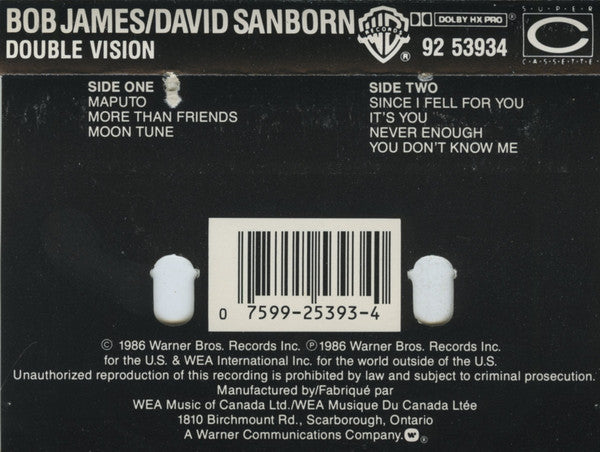 BOB JAMES/DAVID SANBORN
DOUBLE VISION
WB
RECORDS
®
DOLBY HX PRO®
92 53934
SUPER
C
CASSETTE
SIDE ONE
MAPUTO
MORE THAN FRIENDS
MOON TUNE
SIDE TWO
SINCE I FELL FOR YOU
IT'S YOU
NEVER ENOUGH
YOU DON'T KNOW ME
0 7599-25393-4
© 1986 Warner Bros. Records Inc. ℗1986 Warner Bros. Records Inc.
for the U.S. & WEA International Inc. for the world outside of the U.S.
Unauthorized reproduction of this recording is prohibited by law and subject to criminal prosecution.
Manufactured by/Fabriqué par
WEA Music of Canada Ltd./WEA Musique Du Canada Ltée
1810 Birchmount Rd., Scarborough, Ontario
A Warner Communications Company. ®